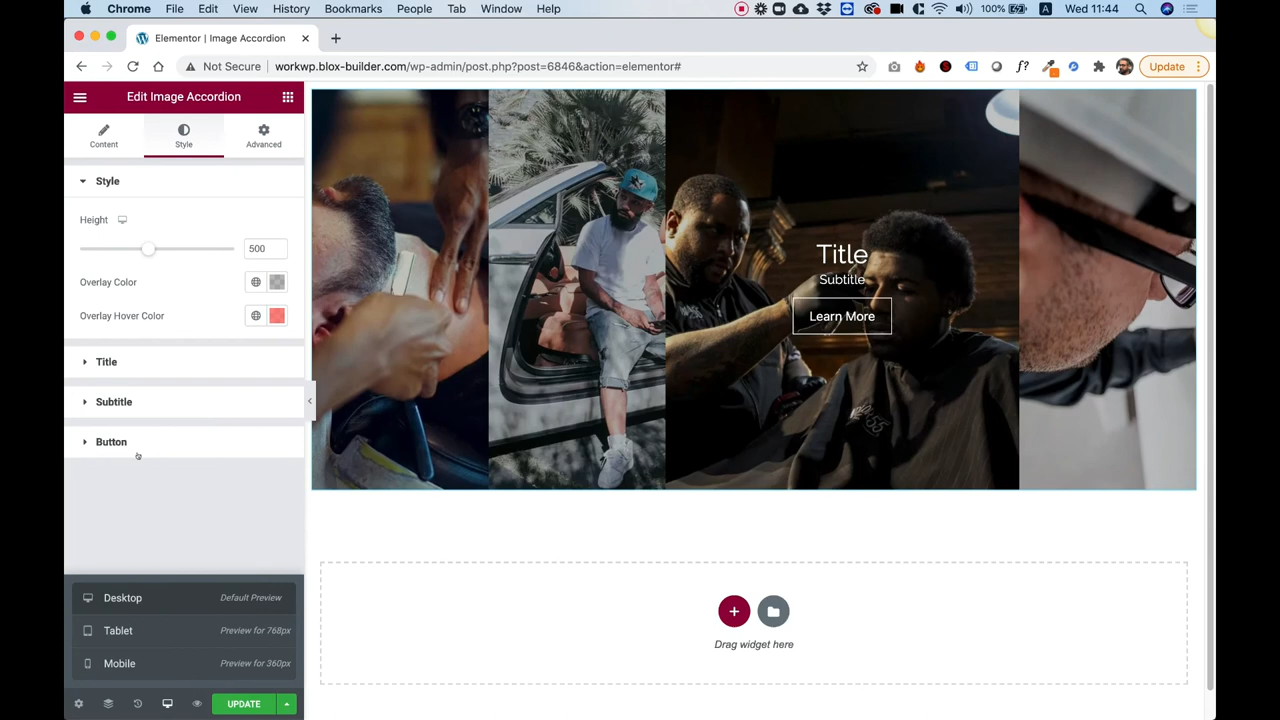 Chrome File Edit View History Bookmarks People Tab Window Help 100% A Wed 11:44
Elementor | Image Accordion
Not Secure workwp.blox-builder.com/wp-admin/post.php?post=6846&action=elementor# f? Update
Edit Image Accordion
Content Style Advanced
Style
Height 500
Overlay Color
Overlay Hover Color
Title
Subtitle
Button
Title
Subtitle
Learn More
Drag widget here
Desktop Default Preview
Tablet Preview for 768px
Mobile Preview for 360px
UPDATE